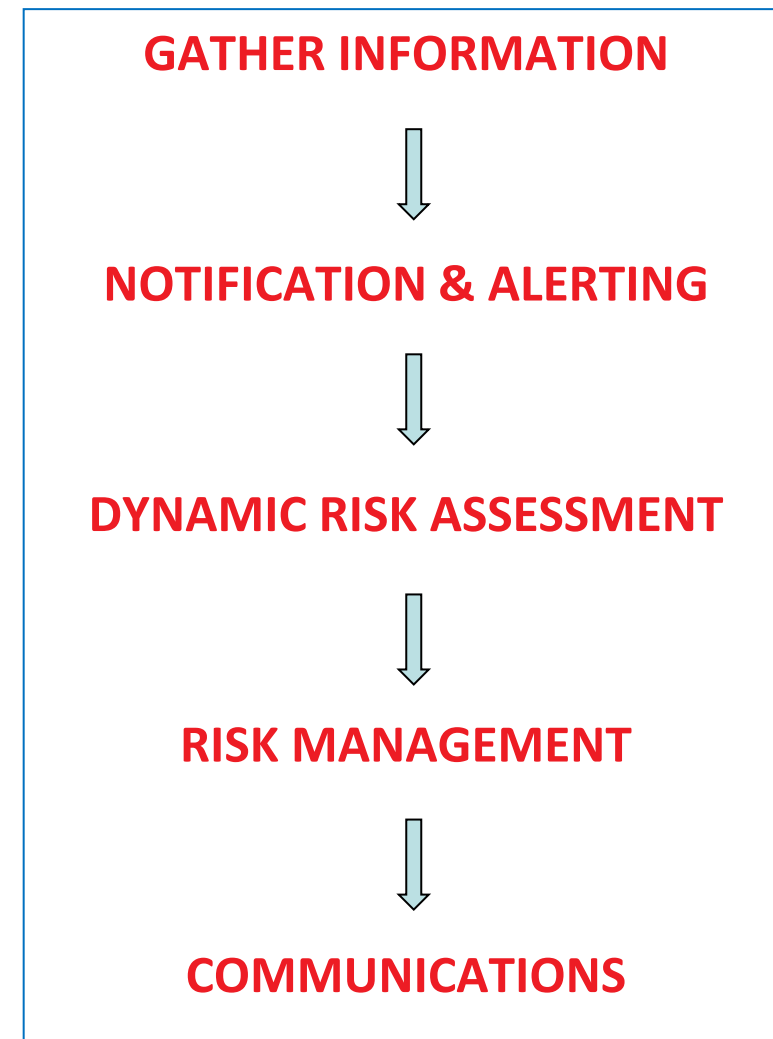 GATHER INFORMATION
NOTIFICATION & ALERTING
DYNAMIC RISK ASSESSMENT
RISK MANAGEMENT
COMMUNICATIONS